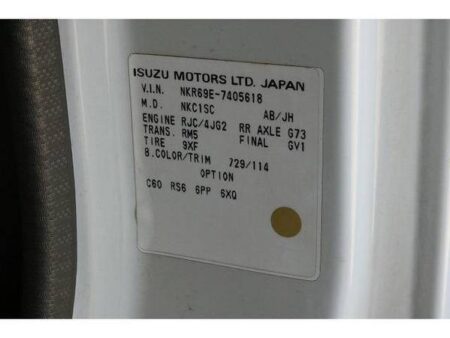 ISUZU MOTORS LTD. JAPAN
V.I.N. NKR69E-7405618
M.D. NKC1SC AB/JH
ENGINE RJC/4JG2 RR AXLE G73
TRANS. RM5 FINAL GV1
TIRE 9XF
B.COLOR/TRIM 729/114
OPTION
C60 RS6 6PP 6XQ